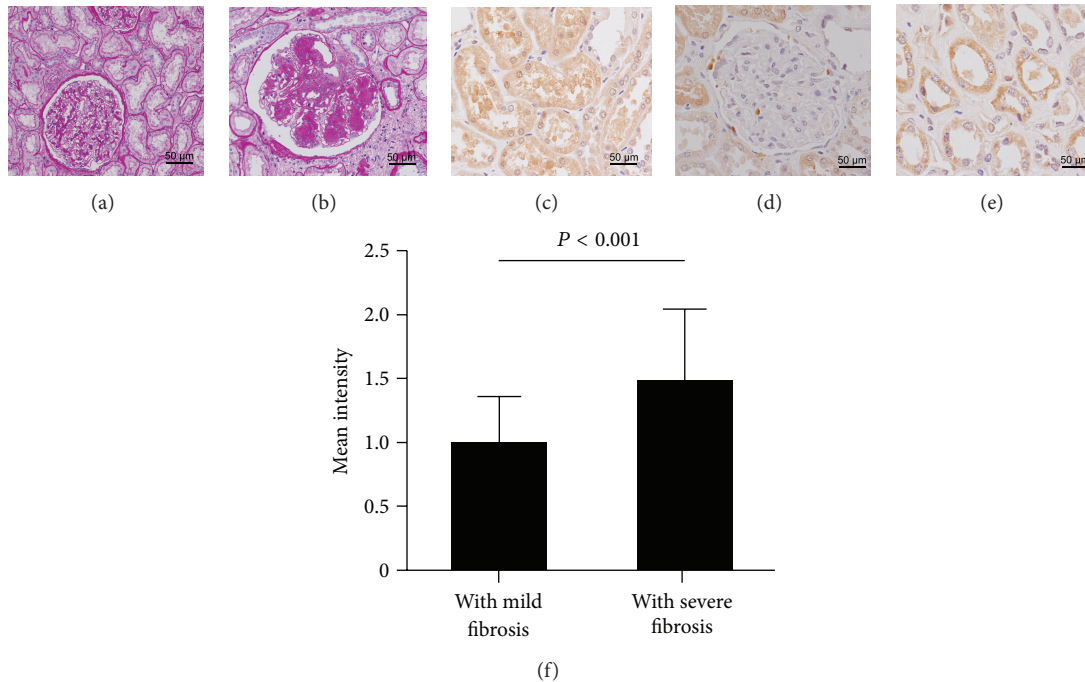 50 µm
50 µm
50 µm
50 µm
50 µm
(a)
(b)
(c)
(d)
(e)
P < 0.001
2.5
2.0
1.5
1.0
0.5
0
Mean intensity
With mild
fibrosis
With severe
fibrosis
(f)